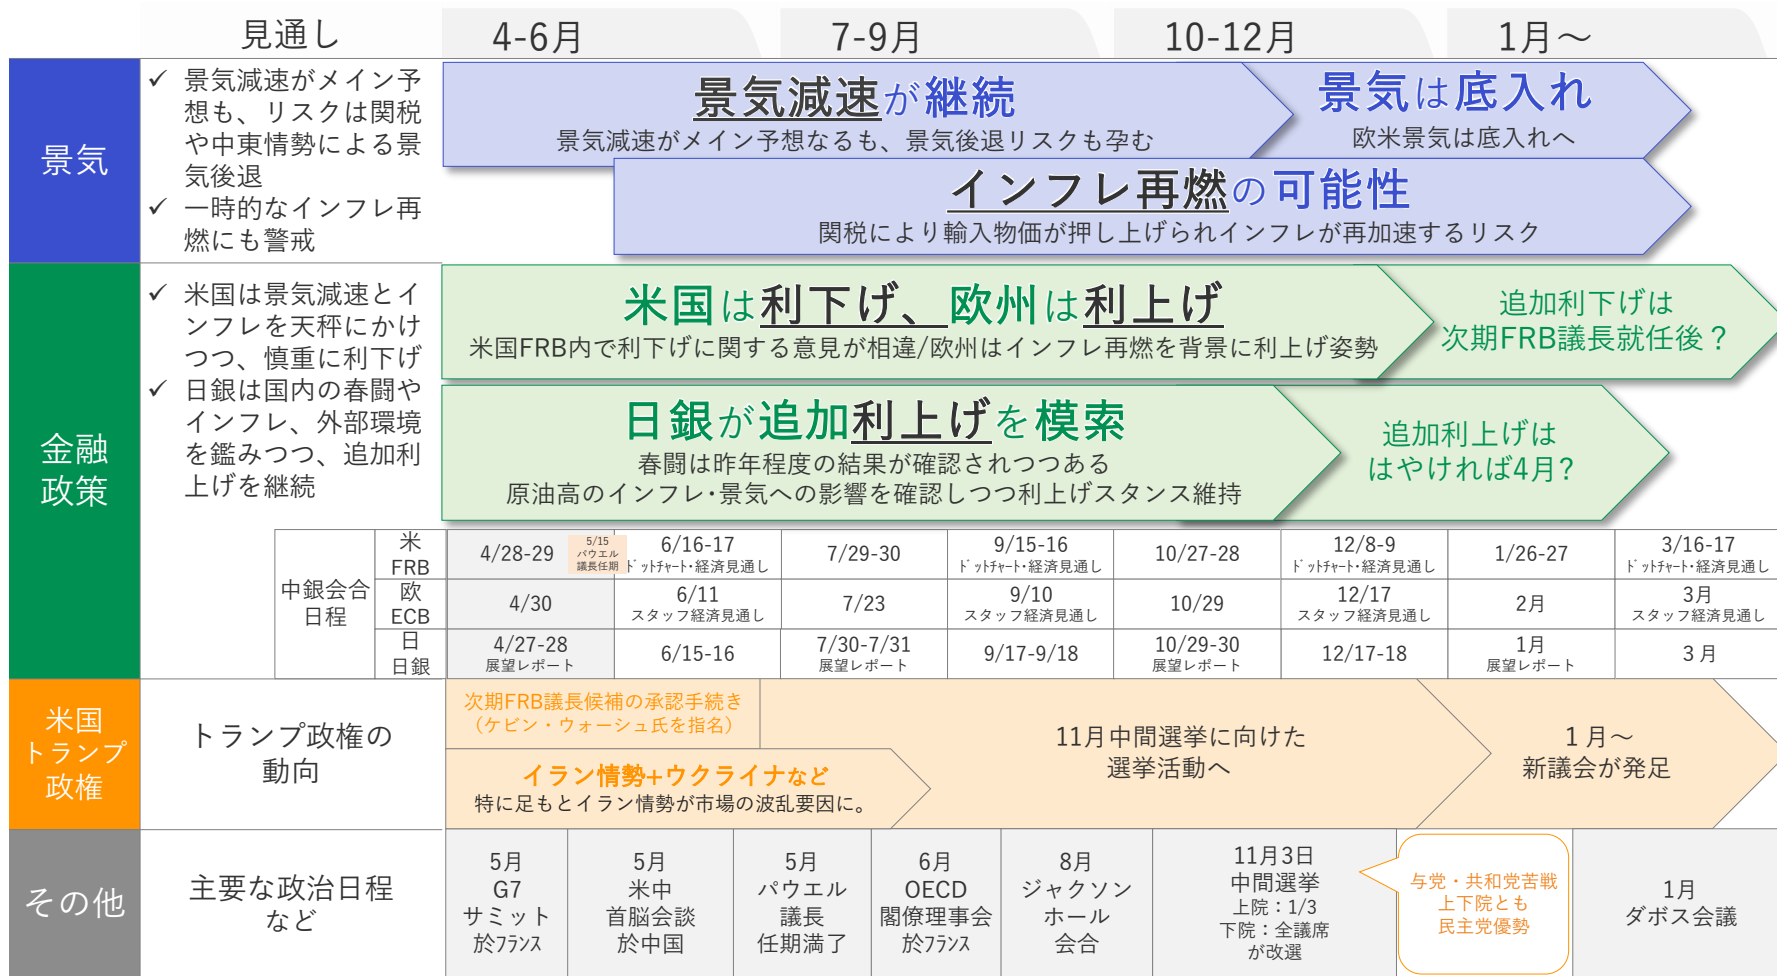 見通し
4-6月
7-9月
10-12月
1月～
景気
✓ 景気減速がメイン予
想も、リスクは関税
や中東情勢による景
気後退
✓ 一時的なインフレ再
燃にも警戒
景気減速が継続
景気減速がメイン予想なるも、景気後退リスクも孕む
景気は底入れ
欧米景気は底入れへ
インフレ再燃の可能性
関税により輸入物価が押し上げられインフレが再加速するリスク
金融
政策
✓ 米国は景気減速とイ
ンフレを天秤にかけ
つつ、慎重に利下げ
✓ 日銀は国内の春闘や
インフレ、外部環境
を鑑みつつ、追加利
上げを継続
米国は利下げ、欧州は利上げ
米国FRB内で利下げに関する意見が相違/欧州はインフレ再燃を背景に利上げ姿勢
追加利下げは
次期FRB議長就任後？
日銀が追加利上げを模索
春闘は昨年程度の結果が確認されつつある
原油高のインフレ･景気への影響を確認しつつ利上げスタンス維持
追加利上げは
はやければ4月?
中銀会合
日程
米
FRB
4/28-29
5/15
パウエル
議長任期
6/16-17
ﾄﾞｯﾄﾁｬｰﾄ･経済見通し
7/29-30
9/15-16
ﾄﾞｯﾄﾁｬｰﾄ･経済見通し
10/27-28
12/8-9
ﾄﾞｯﾄﾁｬｰﾄ･経済見通し
1/26-27
3/16-17
ﾄﾞｯﾄﾁｬｰﾄ･経済見通し
欧
ECB
4/30
6/11
スタッフ経済見通し
7/23
9/10
スタッフ経済見通し
10/29
12/17
スタッフ経済見通し
2月
3月
スタッフ経済見通し
日
日銀
4/27-28
展望レポート
6/15-16
7/30-7/31
展望レポート
9/17-9/18
10/29-30
展望レポート
12/17-18
1月
展望レポート
３月
米国
トランプ
政権
トランプ政権の
動向
次期FRB議長候補の承認手続き
（ケビン・ウォーシュ氏を指名）
イラン情勢+ウクライナなど
特に足もとイラン情勢が市場の波乱要因に。
11月中間選挙に向けた
選挙活動へ
１月～
新議会が発足
その他
主要な政治日程
など
5月
G7
サミット
於ﾌﾗﾝｽ
5月
米中
首脳会談
於中国
5月
パウエル
議長
任期満了
6月
OECD
閣僚理事会
於ﾌﾗﾝｽ
8月
ジャクソン
ホール
会合
11月3日
中間選挙
上院：1/3
下院：全議席
が改選
与党・共和党苦戦
上下院とも
民主党優勢
1月
ダボス会議